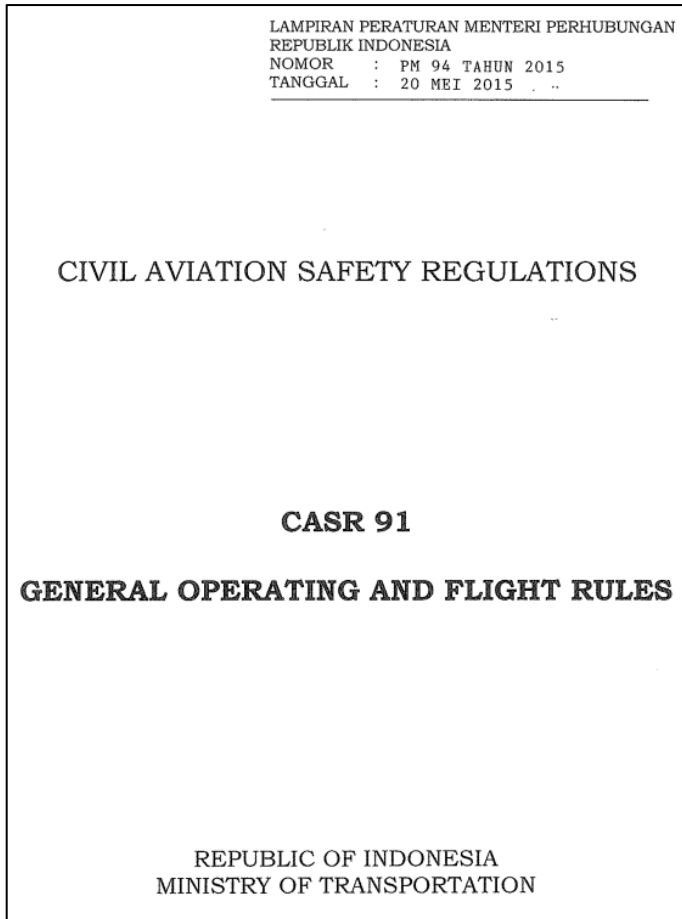 LAMPIRAN PERATURAN MENTERI PERHUBUNGAN
REPUBLIK INDONESIA
NOMOR : PM 94 TAHUN 2015
TANGGAL : 20 MEI 2015
CIVIL AVIATION SAFETY REGULATIONS
CASR 91
GENERAL OPERATING AND FLIGHT RULES
REPUBLIC OF INDONESIA
MINISTRY OF TRANSPORTATION